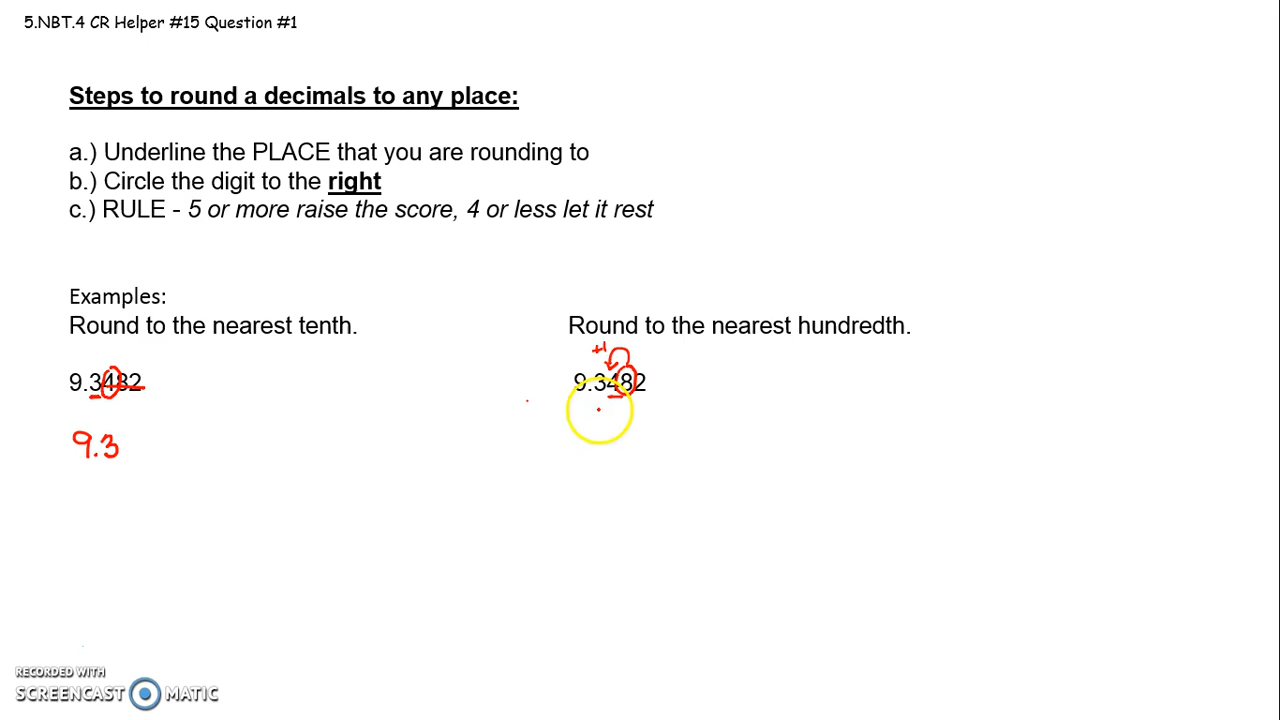 5.NBT.4 CR Helper #15 Question #1
Steps to round a decimals to any place:
a.) Underline the PLACE that you are rounding to
b.) Circle the digit to the right
c.) RULE - 5 or more raise the score, 4 or less let it rest
Examples:
Round to the nearest tenth.
Round to the nearest hundredth.
+1
9.3482
9.3482
9.3
RECORDED WITH
SCREENCAST MATIC